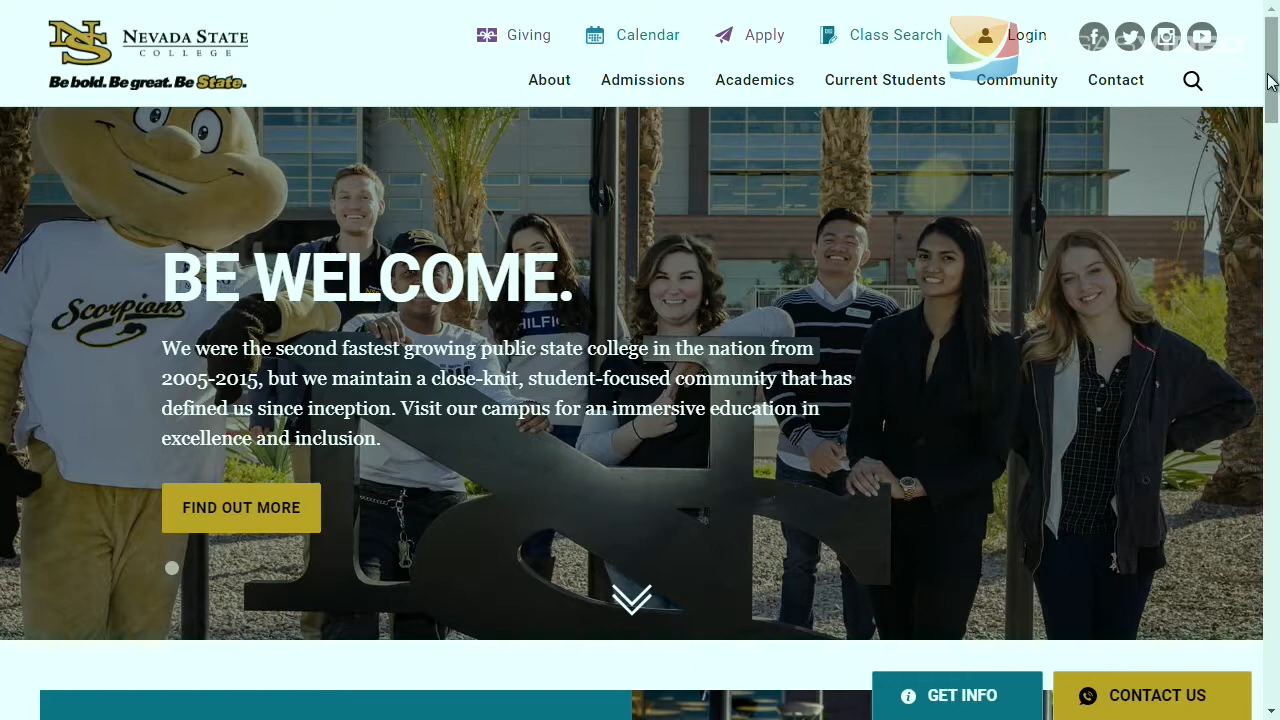 NEVADA STATE
COLLEGE
Be bold. Be great. Be State.
Giving
Calendar
Apply
Class Search
Login
About
Admissions
Academics
Current Students
Community
Contact
Scorpions
HILFIG
BE WELCOME.
We were the second fastest growing public state college in the nation from
2005-2015, but we maintain a close-knit, student-focused community that has
defined us since inception. Visit our campus for an immersive education in
excellence and inclusion.
FIND OUT MORE
GET INFO
CONTACT US